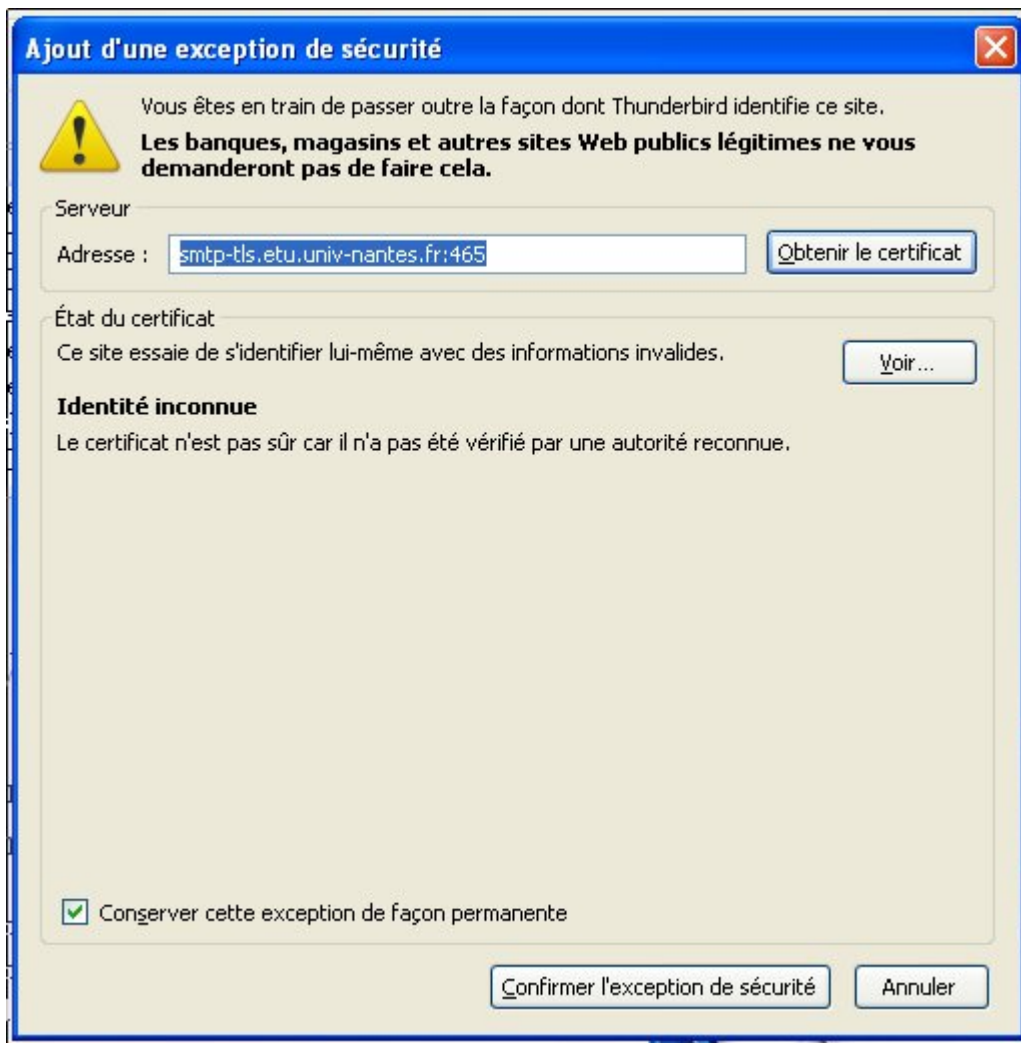 Ajout d'une exception de sécurité
Vous êtes en train de passer outre la façon dont Thunderbird identifie ce site.
Les banques, magasins et autres sites Web publics légitimes ne vous
demanderont pas de faire cela.
Serveur
Adresse :
smtp-tls.etu.univ-nantes.fr:465
Obtenir le certificat
État du certificat
Ce site essaie de s'identifier lui-même avec des informations invalides.
Voir...
Identité inconnue
Le certificat n'est pas sûr car il n'a pas été vérifié par une autorité reconnue.
Conserver cette exception de façon permanente
Confirmer l'exception de sécurité
Annuler